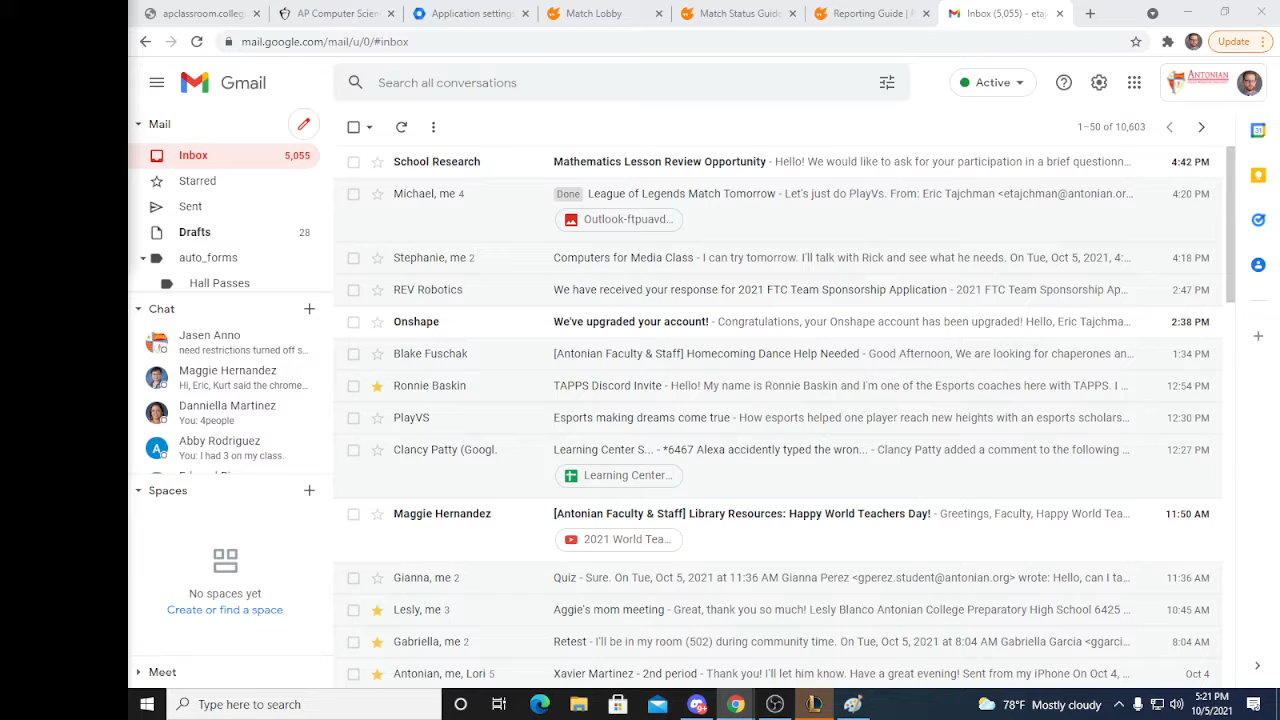 apclassroom.colleg
AP Computer Scien
Application settings
Match Lobby
Match Status Guide
Reporting Guide | P
Inbox (5,055) - etaj
mail.google.com/mail/u/0/#inbox
Update
Gmail
Search all conversations
Active
ANTONIAN
Mail
1–50 of 10,603
31
Inbox 5,055
Starred
Sent
Drafts 28
auto_forms
Hall Passes
Chat
Jasen Anno
need restrictions turned off s...
Maggie Hernandez
Hi, Eric, Kurt said the chrome...
Danniella Martinez
You: 4people
A
Abby Rodriguez
You: I had 3 on my class.
Spaces
No spaces yet
Create or find a space
Meet
School Research Mathematics Lesson Review Opportunity - Hello! We would like to ask for your participation in a brief questionn... 4:42 PM
Michael, me 4 Done League of Legends Match Tomorrow - Let's just do PlayVs. From: Eric Tajchman <etajchman@antonian.or... 4:20 PM
Outlook-ftpuavd...
Stephanie, me 2 Computers for Media Class - I can try tomorrow. I'll talk with Rick and see what he needs. On Tue, Oct 5, 2021, 4:... 4:18 PM
REV Robotics We have received your response for 2021 FTC Team Sponsorship Application - 2021 FTC Team Sponsorship Ap... 2:47 PM
Onshape We've upgraded your account! - Congratulations, your Onshape account has been upgraded! Hello, Eric Tajchma... 2:38 PM
Blake Fuschak [Antonian Faculty & Staff] Homecoming Dance Help Needed - Good Afternoon, We are looking for chaperones an... 1:34 PM
Ronnie Baskin TAPPS Discord Invite - Hello! My name is Ronnie Baskin and I'm one of the Esports coaches here with TAPPS. I ... 12:54 PM
PlayVS Esports making dreams come true - How esports helped one player reach new heights with an esports scholars... 12:30 PM
Clancy Patty (Googl. Learning Center S... - *6467 Alexa accidently typed the wron... - Clancy Patty added a comment to the following ... 12:27 PM
Learning Center...
Maggie Hernandez [Antonian Faculty & Staff] Library Resources: Happy World Teachers Day! - Greetings, Faculty, Happy World Tea... 11:50 AM
2021 World Tea...
Gianna, me 2 Quiz - Sure. On Tue, Oct 5, 2021 at 11:36 AM Gianna Perez <gperez.student@antonian.org> wrote: Hello, can I ta... 11:36 AM
Lesly, me 3 Aggie's mom meeting - Great, thank you so much! Lesly Blanco Antonian College Preparatory High School 6425 ... 10:45 AM
Gabriella, me 2 Retest - I'll be in my room (502) during community time. On Tue, Oct 5, 2021 at 8:04 AM Gabriella Garcia <ggarci... 8:04 AM
Antonian, me, Lori 5 Xavier Martinez - 2nd period - Thank you! I'll let him know. Have a great evening! Sent from my iPhone On Oct 4, ... Oct 4
Type here to search
78°F Mostly cloudy
5:21 PM
10/5/2021